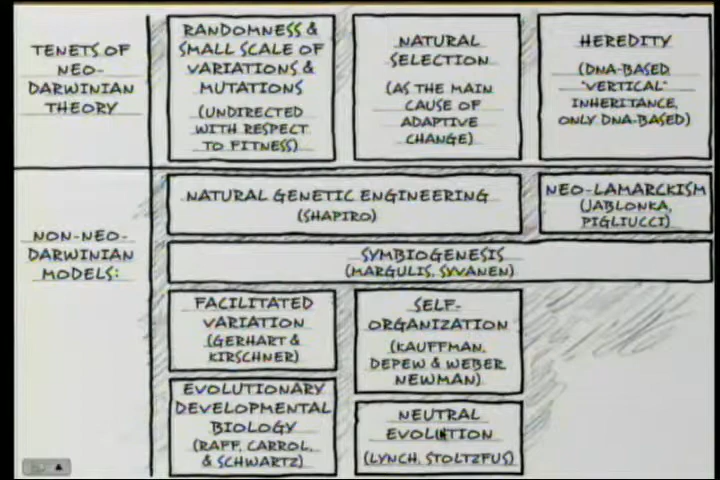 TENETS OF
NEO-
DARWINIAN
THEORY
RANDOMNESS &
SMALL SCALE OF
VARIATIONS &
MUTATIONS
(UNDIRECTED
WITH RESPECT
TO FITNESS)
NATURAL
SELECTION
(AS THE MAIN
CAUSE OF
ADAPTIVE
CHANGE)
HEREDITY
(DNA-BASED
"VERTICAL"
INHERITANCE,
ONLY DNA-BASED)
NON-NEO-
DARWINIAN
MODELS:
NATURAL GENETIC ENGINEERING
(SHAPIRO)
NEO-LAMARCKISM
(JABLONKA,
PIGLIUCCI)
SYMBIOGENESIS
(MARGULIS, SYVANEN)
FACILITATED
VARIATION
(GERHART &
KIRSCHNER)
SELF-
ORGANIZATION
(KAUFFMAN,
DEPEW & WEBER
NEWMAN)
EVOLUTIONARY
DEVELOPMENTAL
BIOLOGY
(RAFF, CARROL,
& SCHWARTZ)
NEUTRAL
EVOLUTION
(LYNCH, STOLTZFUS)